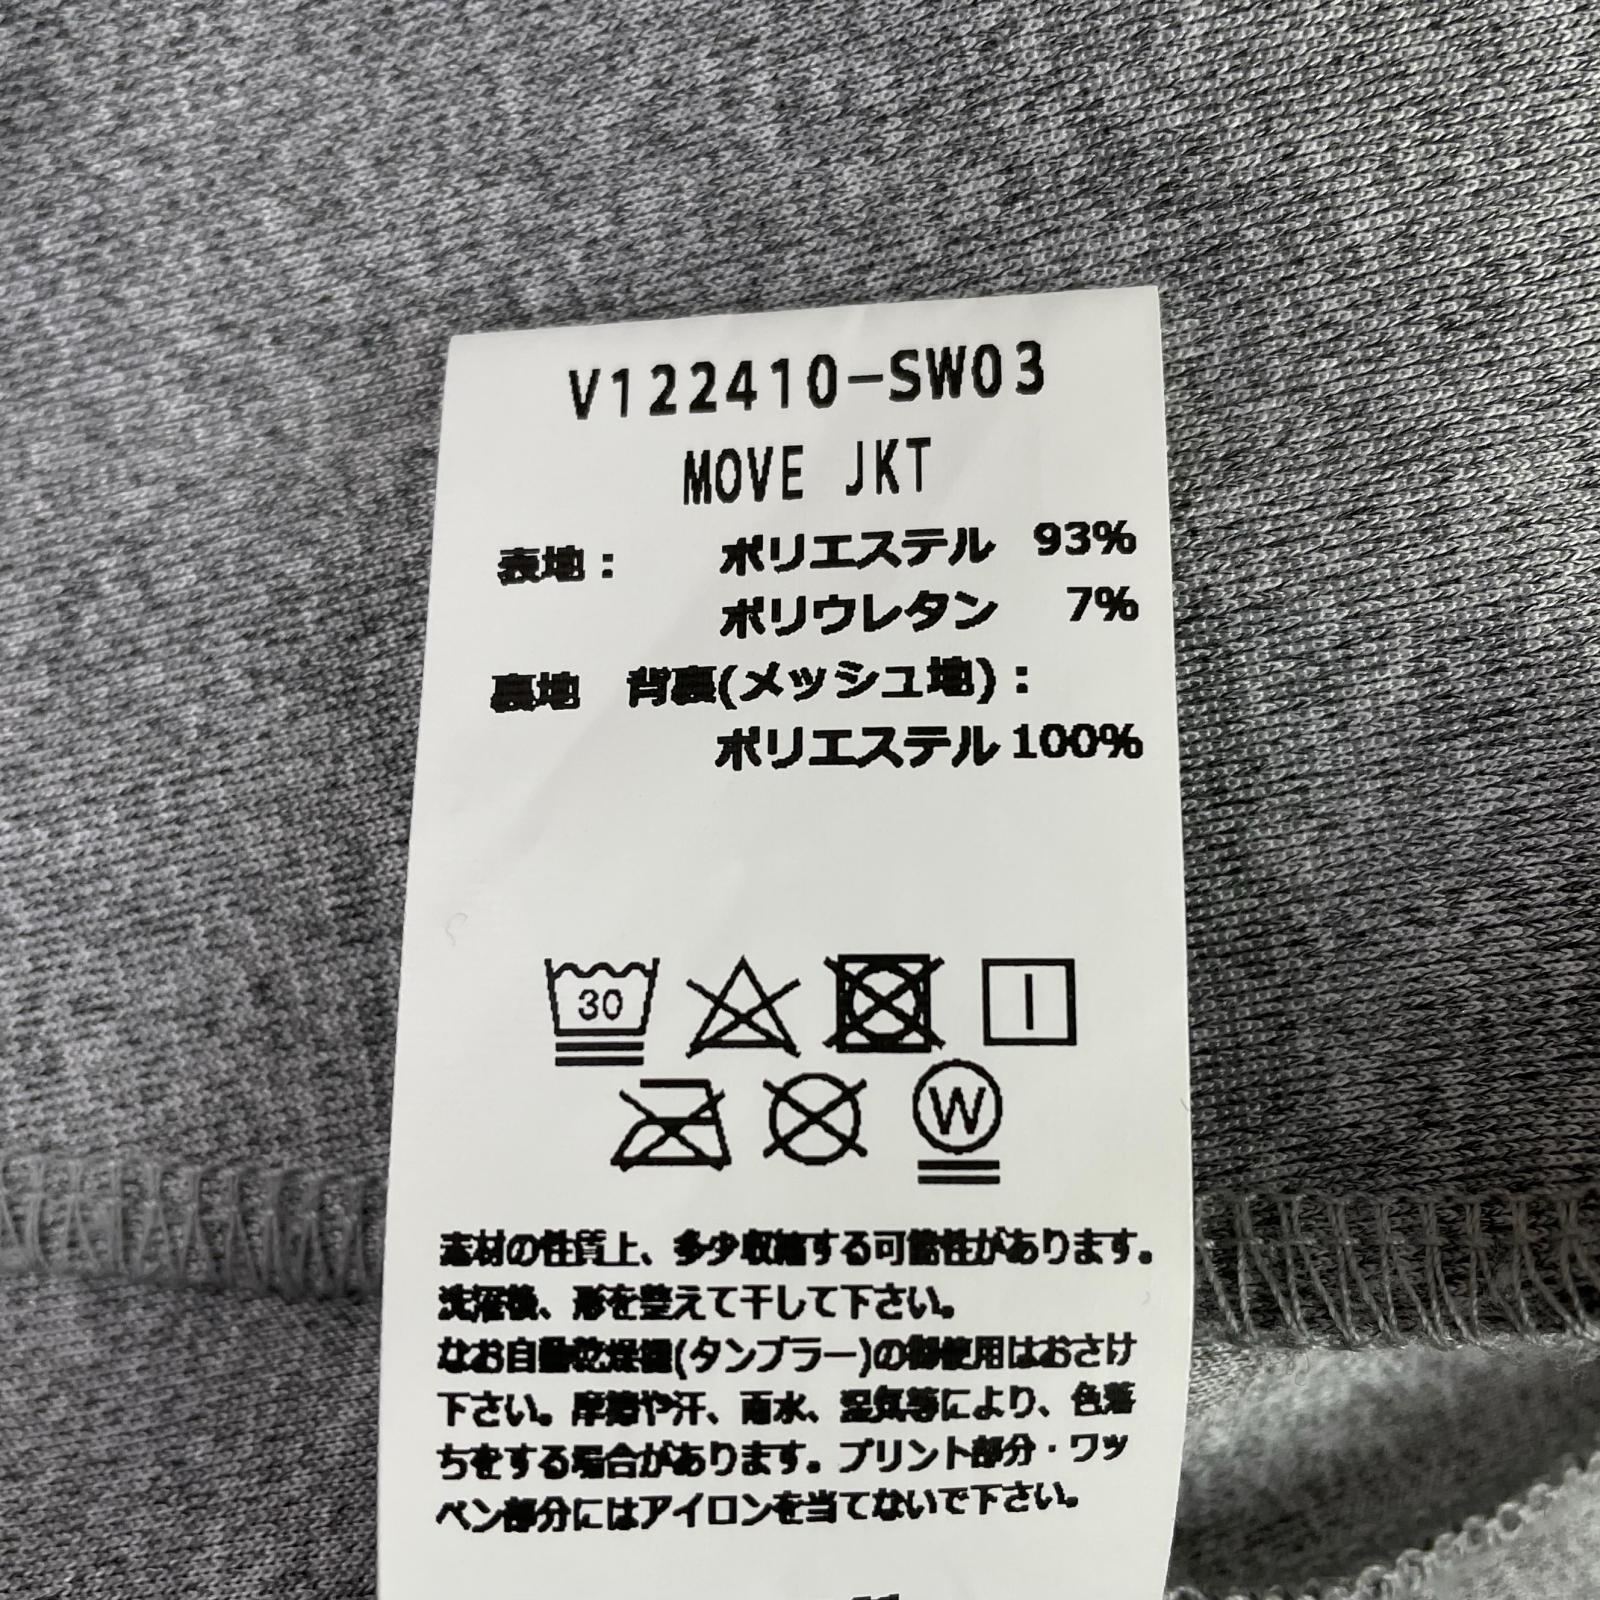 V122410-SW03
MOVE JKT
表地： ポリエステル 93%
ポリウレタン 7%
裏地 背裏(メッシュ地)：
ポリエステル 100%
30
W
素材の性質上、多少収縮する可能性があります。
洗濯後、形を整えて干して下さい。
なお自動乾燥機(タンブラー)の御使用はおさけ
下さい。摩擦や汗、雨水、湿気等により、色落
ちをする場合があります。プリント部分・ワッ
ペン部分にはアイロンを当てないで下さい。